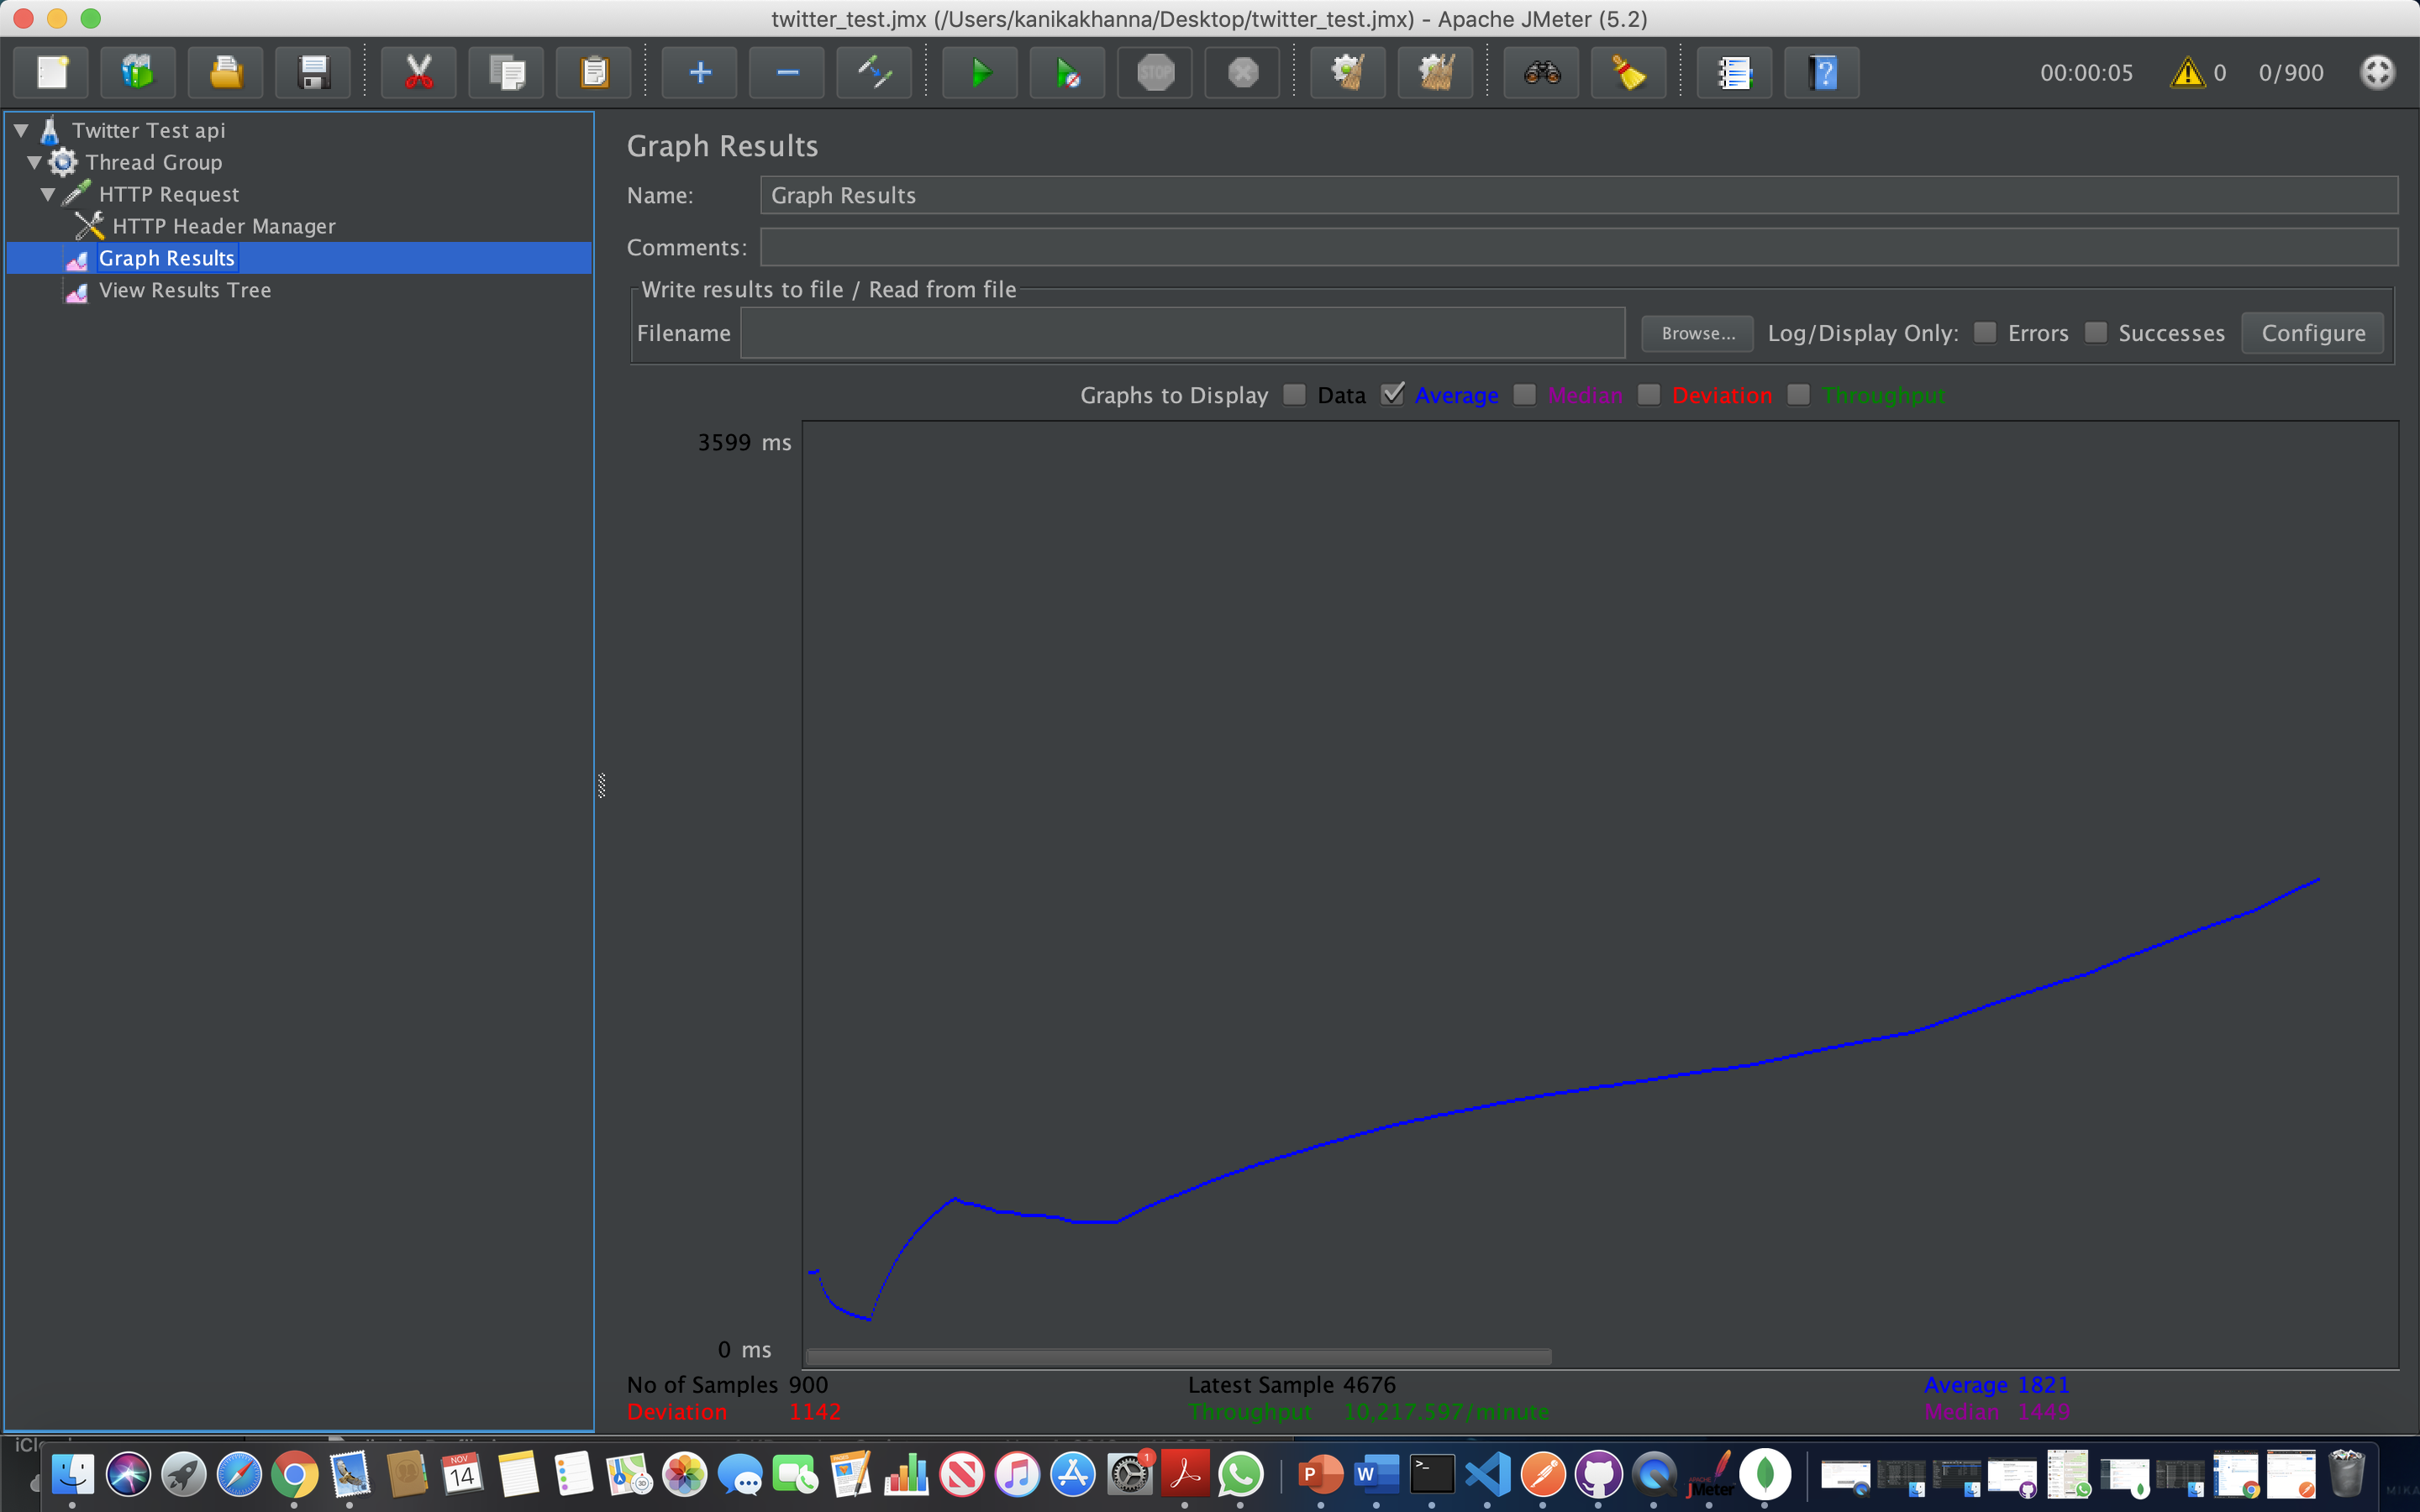 twitter_test.jmx (/Users/kanikakhanna/Desktop/twitter_test.jmx) - Apache JMeter (5.2)
STOP
00:00:05 0 0/900
Twitter Test api
Thread Group
HTTP Request
HTTP Header Manager
Graph Results
View Results Tree
Graph Results
Name: Graph Results
Comments:
Write results to file / Read from file
Filename Browse... Log/Display Only: Errors Successes Configure
Graphs to Display Data Average Median Deviation Throughput
3599 ms
0 ms
No of Samples 900 Latest Sample 4676 Average 1821
Deviation 1142 Throughput 10,217.597/minute Median 1449
NOV
14
1
P
W
>_
JMeter